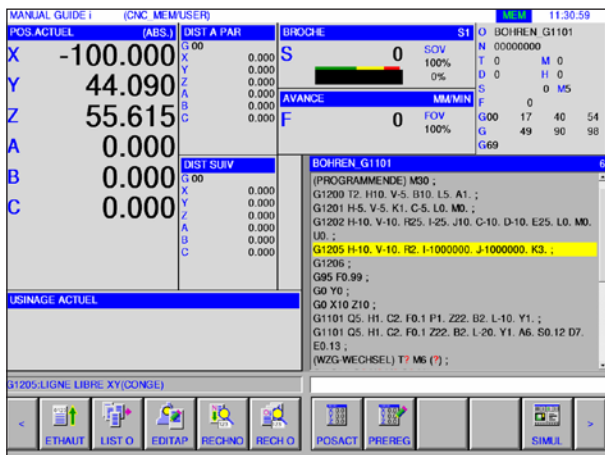 MANUAL GUIDE i (CNC_MEM/USER) MEM 11:30:59
POS.ACTUEL (ABS.)
X -100.000
Y 44.090
Z 55.615
A 0.000
B 0.000
C 0.000
DIST A PAR
G 00
X 0.000
Y 0.000
Z 0.000
A 0.000
B 0.000
C 0.000
DIST SUIV
G 00
X 0.000
Y 0.000
Z 0.000
A 0.000
B 0.000
C 0.000
BROCHE S1
S 0 SOV
100%
0%
AVANCE MM/MIN
F 0 FOV
100%
O BOHREN_G1101
N 00000000
T 0 M 0
D 0 H 0
S 0 M5
F 0
G00 17 40 54
G 49 90 98
G69
BOHREN_G1101 6
(PROGRAMMENDE) M30 ;
G1200 T2. H10. V-5. B10. L5. A1. ;
G1201 H-5. V-5. K1. C-5. L0. M0. ;
G1202 H-10. V-10. R25. I-25. J10. C-10. D-10. E25. L0. M0.
U0. ;
G1205 H-10. V-10. R2. I-1000000. J-1000000. K3. ;
G1206 ;
G95 F0.99 ;
G0 Y0 ;
G0 X10 Z10 ;
G1101 Q5. H1. C2. F0.1 P1. Z22. B2. L-10. Y1. ;
G1101 Q5. H1. C2. F0.1 Z22. B2. L-20. Y1. A6. S0.12 D7.
E0.13 ;
(WZG-WECHSEL) T? M6 (?) ;
USINAGE ACTUEL
G1205:LIGNE LIBRE XY(CONGE)
< ETHAUT LIST O EDITAP RECHNO RECH O POSACT PREREG SIMUL >